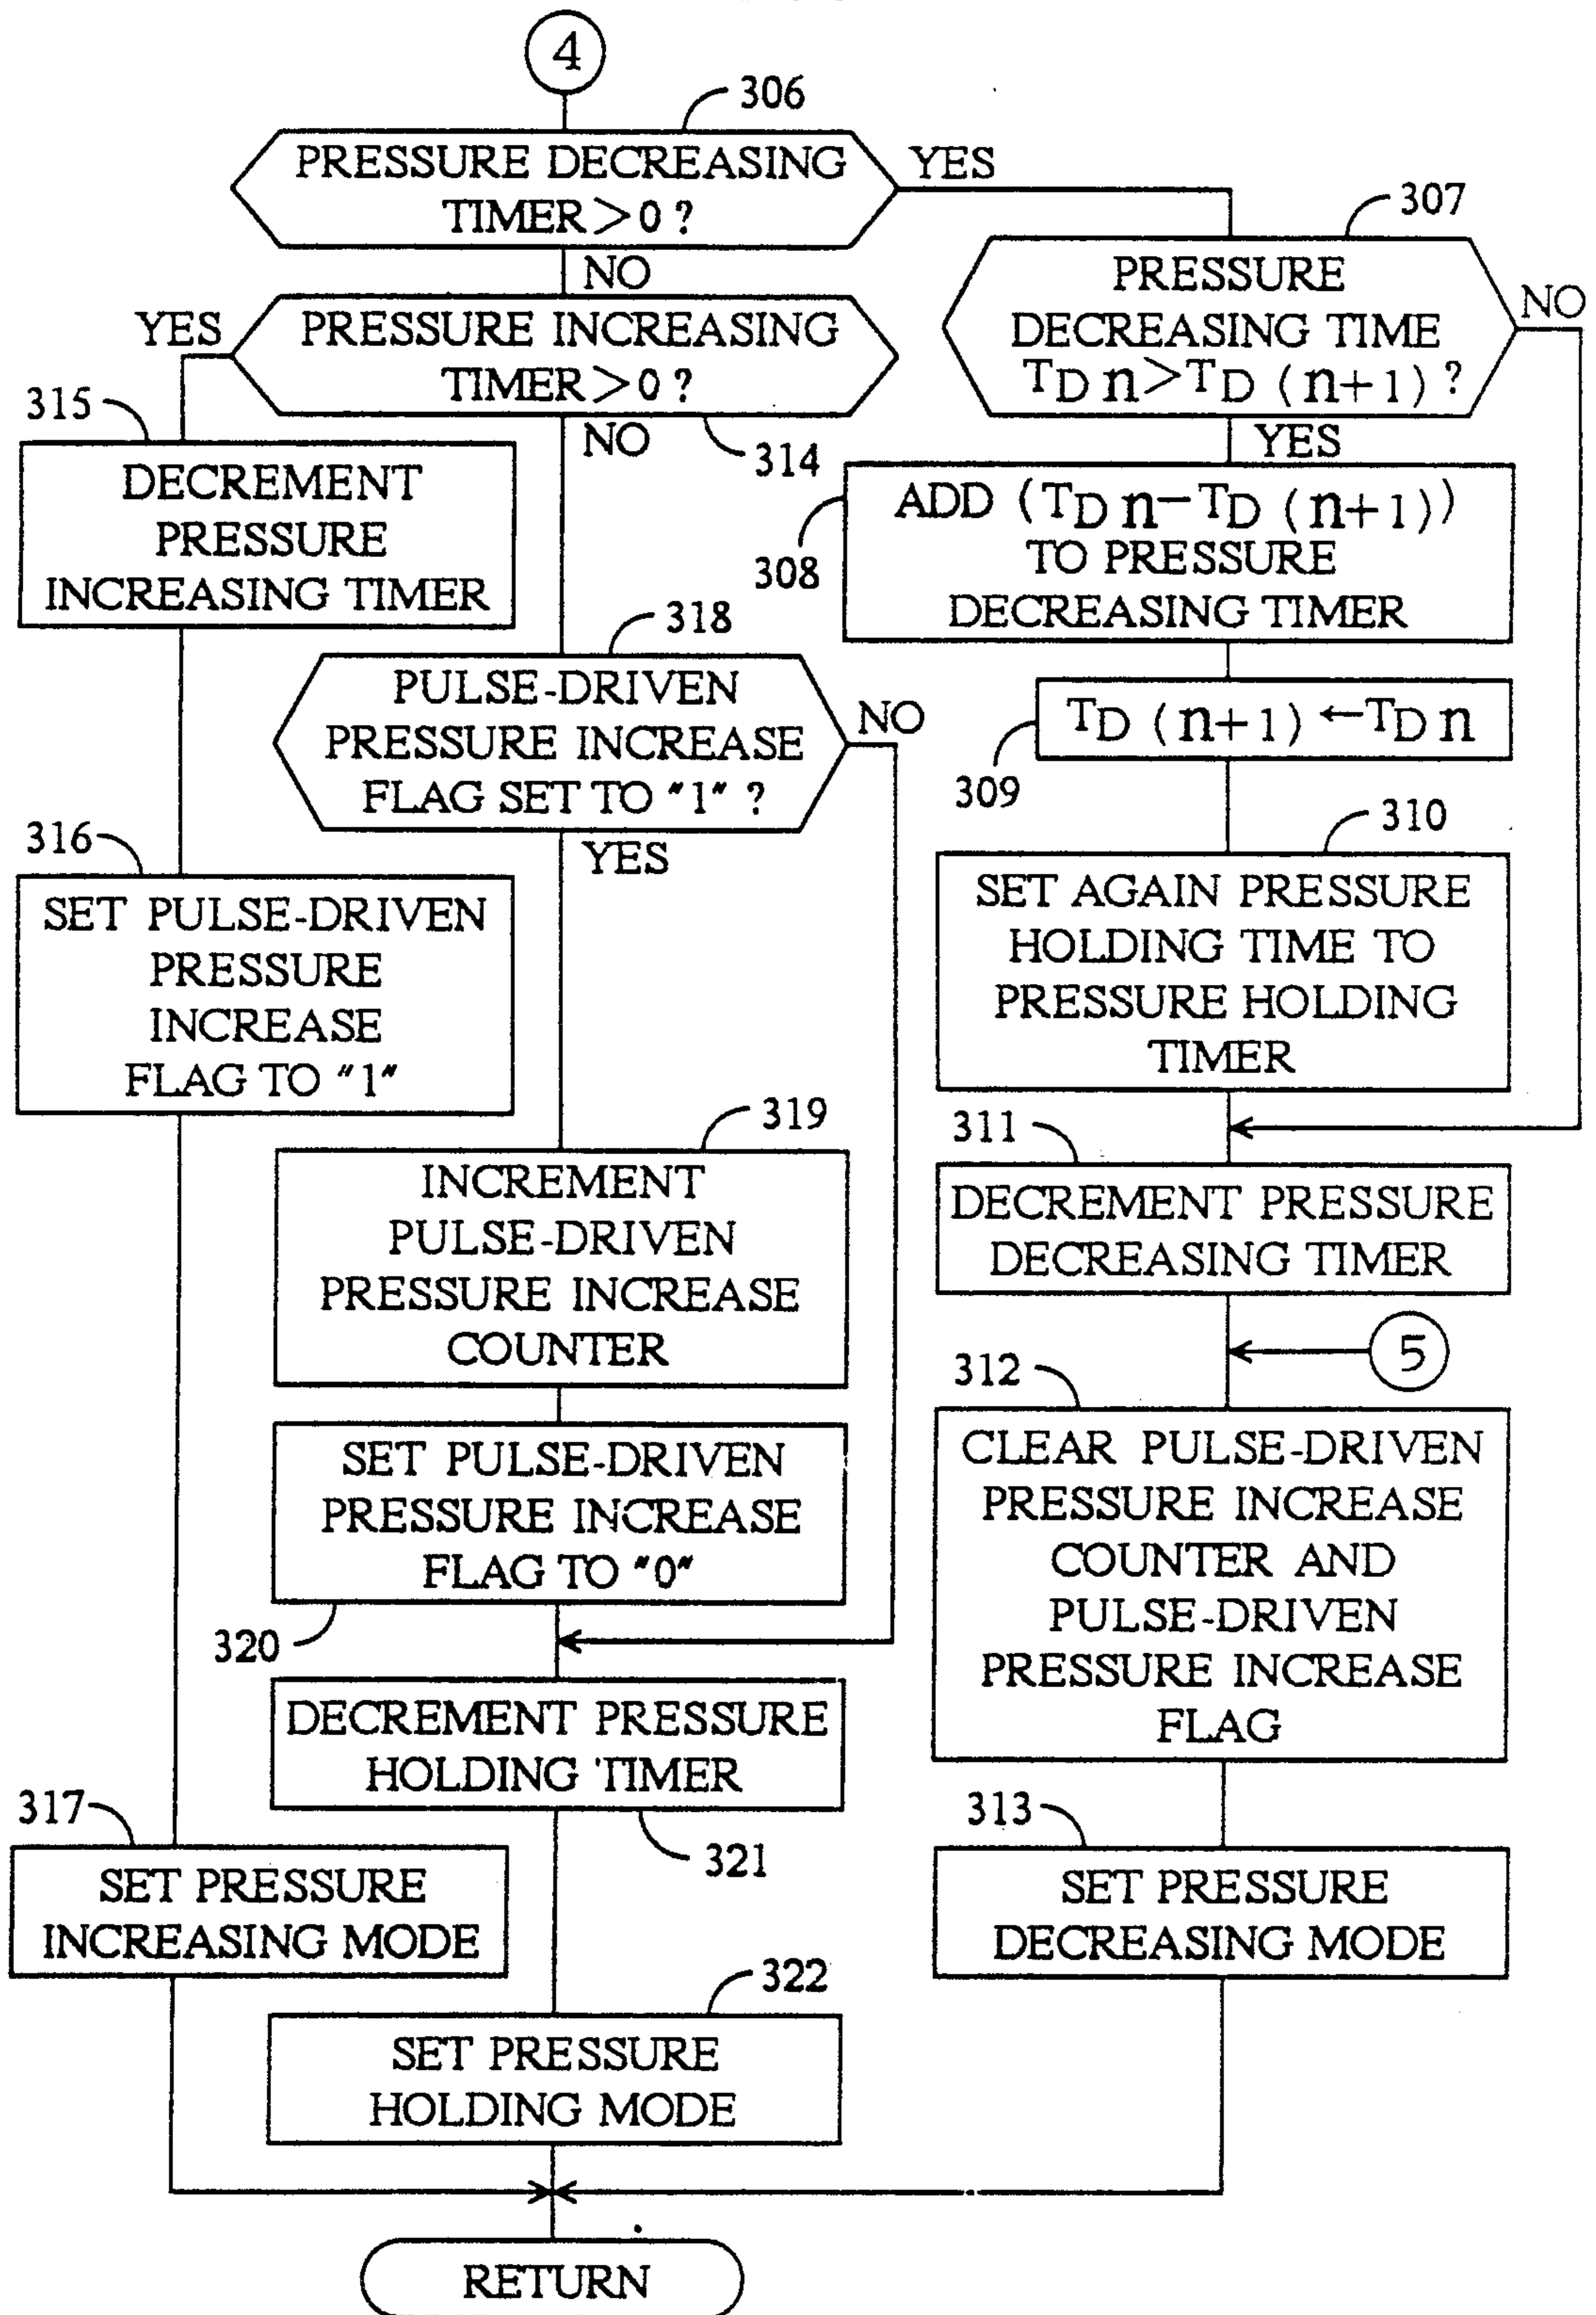 4
306
PRESSURE DECREASING
TIMER>0?
YES
NO
307
PRESSURE
DECREASING TIME
TD n>TD (n+1)?
NO
YES
PRESSURE INCREASING
TIMER>0?
YES
NO
314
315
DECREMENT
PRESSURE
INCREASING TIMER
308
ADD (TD n-TD (n+1))
TO PRESSURE
DECREASING TIMER
318
PULSE-DRIVEN
PRESSURE INCREASE
FLAG SET TO "1" ?
NO
YES
309
TD (n+1) ←TD n
316
SET PULSE-DRIVEN
PRESSURE
INCREASE
FLAG TO "1"
310
SET AGAIN PRESSURE
HOLDING TIME TO
PRESSURE HOLDING
TIMER
319
INCREMENT
PULSE-DRIVEN
PRESSURE INCREASE
COUNTER
311
DECREMENT PRESSURE
DECREASING TIMER
5
320
SET PULSE-DRIVEN
PRESSURE INCREASE
FLAG TO "0"
312
CLEAR PULSE-DRIVEN
PRESSURE INCREASE
COUNTER AND
PULSE-DRIVEN
PRESSURE INCREASE
FLAG
DECREMENT PRESSURE
HOLDING TIMER
321
317
SET PRESSURE
INCREASING MODE
313
SET PRESSURE
DECREASING MODE
322
SET PRESSURE
HOLDING MODE
RETURN